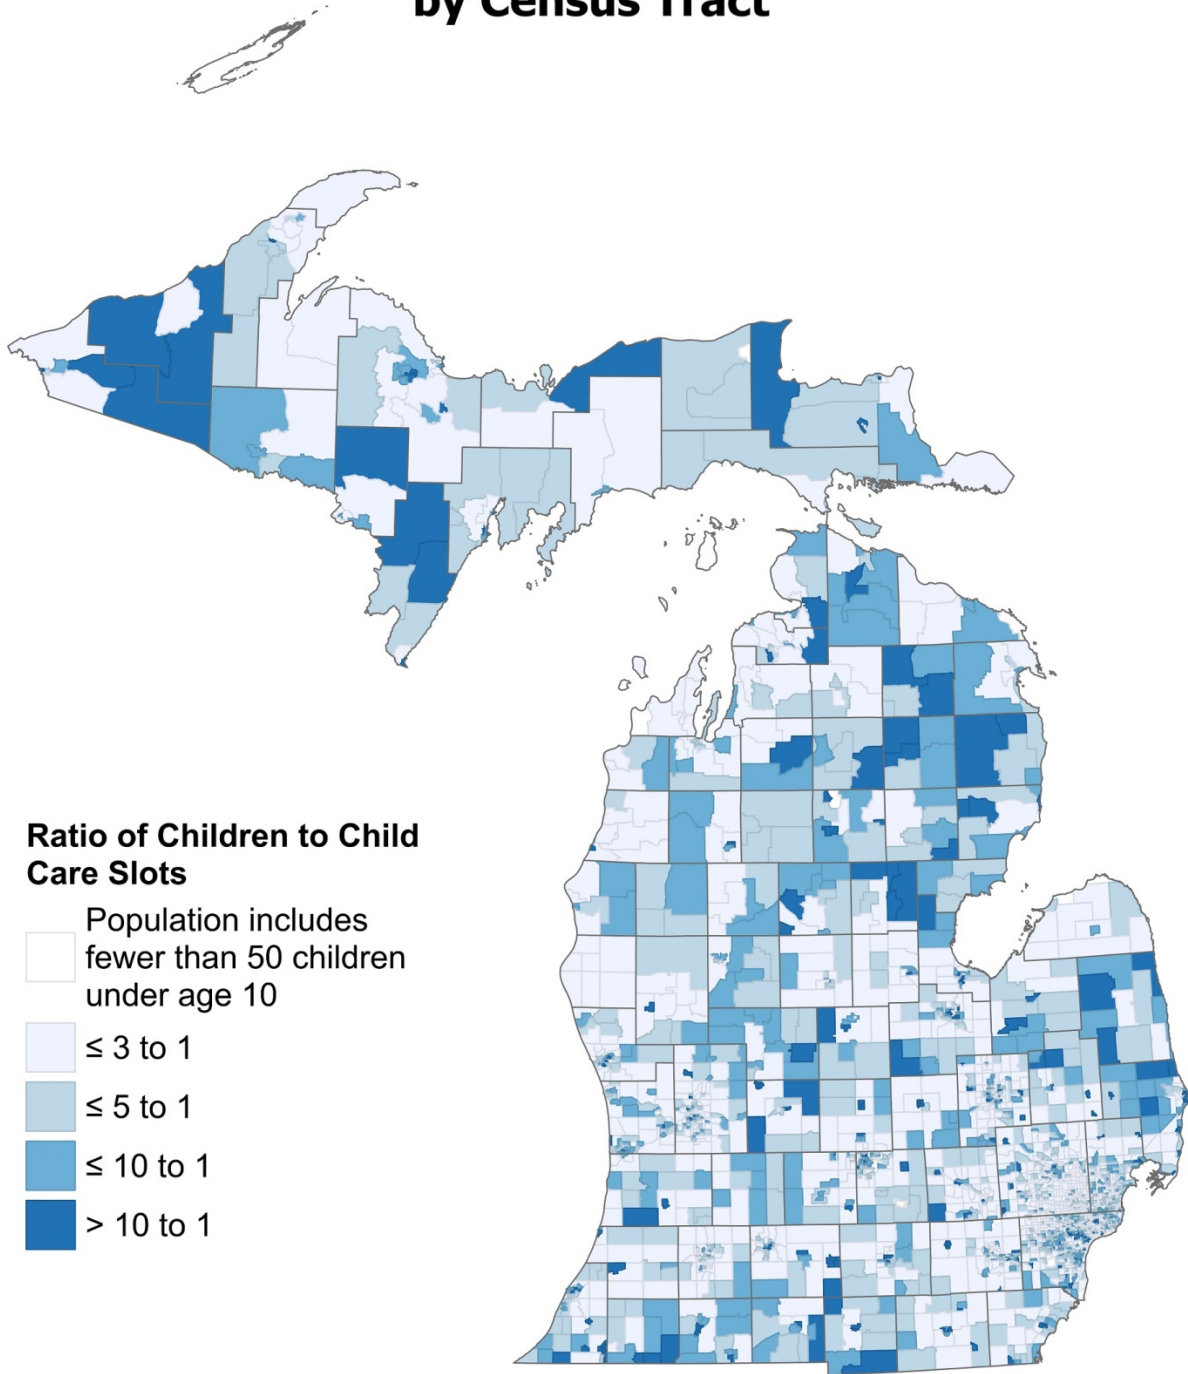 by Census Tract
Ratio of Children to Child
Care Slots
Population includes
fewer than 50 children
under age 10
≤ 3 to 1
≤ 5 to 1
≤ 10 to 1
> 10 to 1